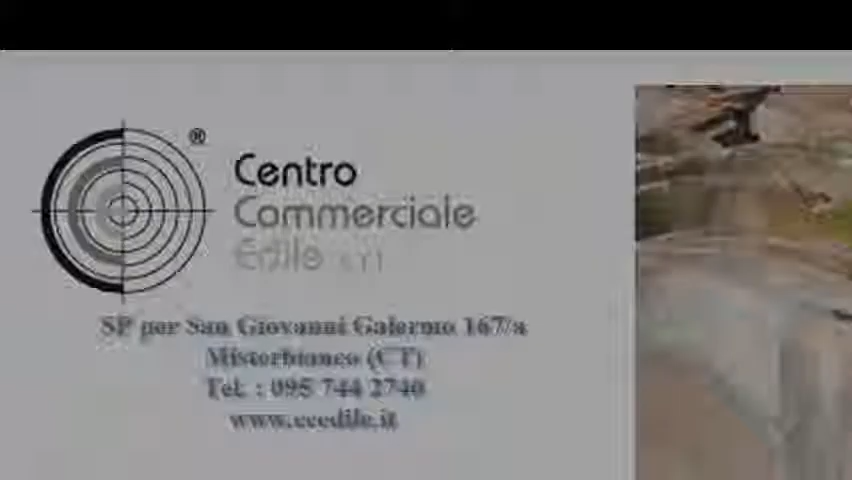 ®
Centro
Commerciale
Edile s.r.l
SP per San Giovanni Galermo 167/a
Misterbianco (CT)
Tel. : 095 744 2740
www.ccedile.it